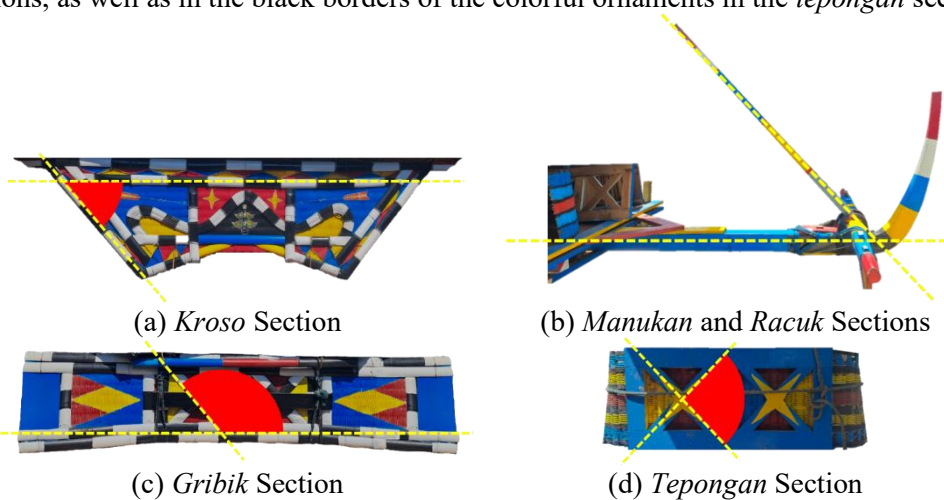 ons, as well as in the black borders of the colorful ornaments in the tepongan sec
(a) Kroso Section
(b) Manukan and Racuk Sections
(c) Gribik Section
(d) Tepongan Section